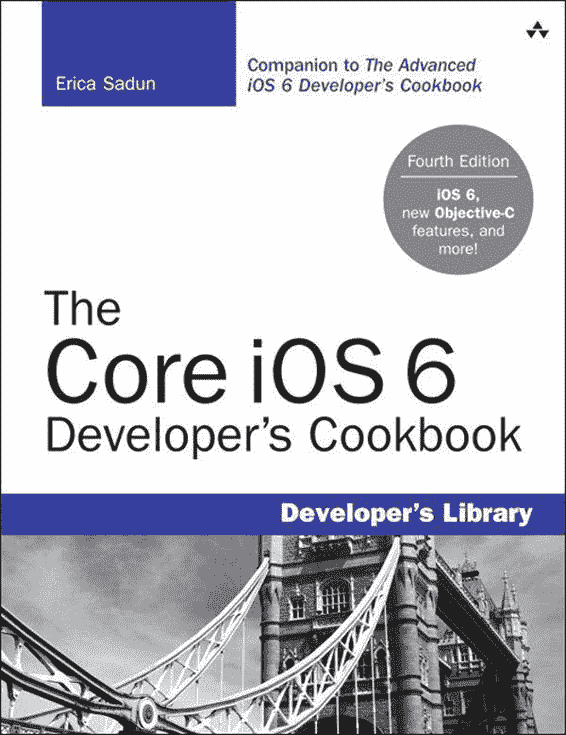 Erica Sadun
Companion to The Advanced
iOS 6 Developer's Cookbook
Fourth Edition
iOS 6,
new Objective-C
features, and
more!
The
Core iOS 6
Developer's Cookbook
Developer's Library